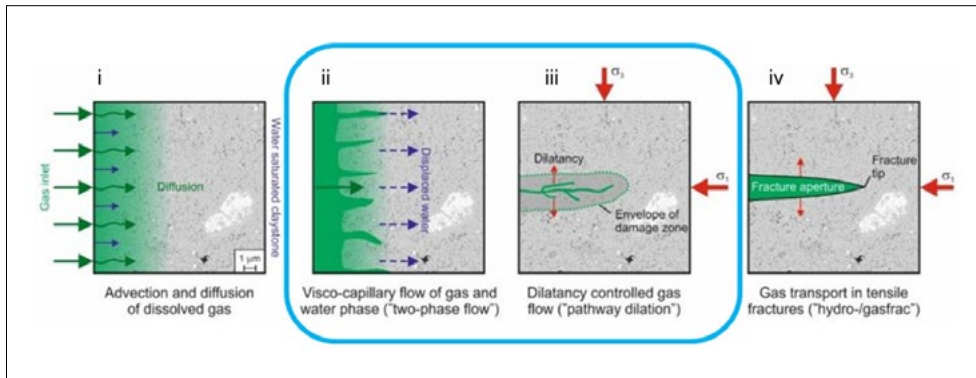 i
Gas inlet
Diffusion
Water saturated claystone
1 µm
Advection and diffusion
of dissolved gas
ii
Displaced water
Visco-capillary flow of gas and
water phase ("two-phase flow")
iii
σ₃
Dilatancy
σ₁
Envelope of
damage zone
Dilatancy controlled gas
flow ("pathway dilation")
iv
σ₃
Fracture
tip
Fracture aperture
σ₁
Gas transport in tensile
fractures ("hydro-/gasfrac")